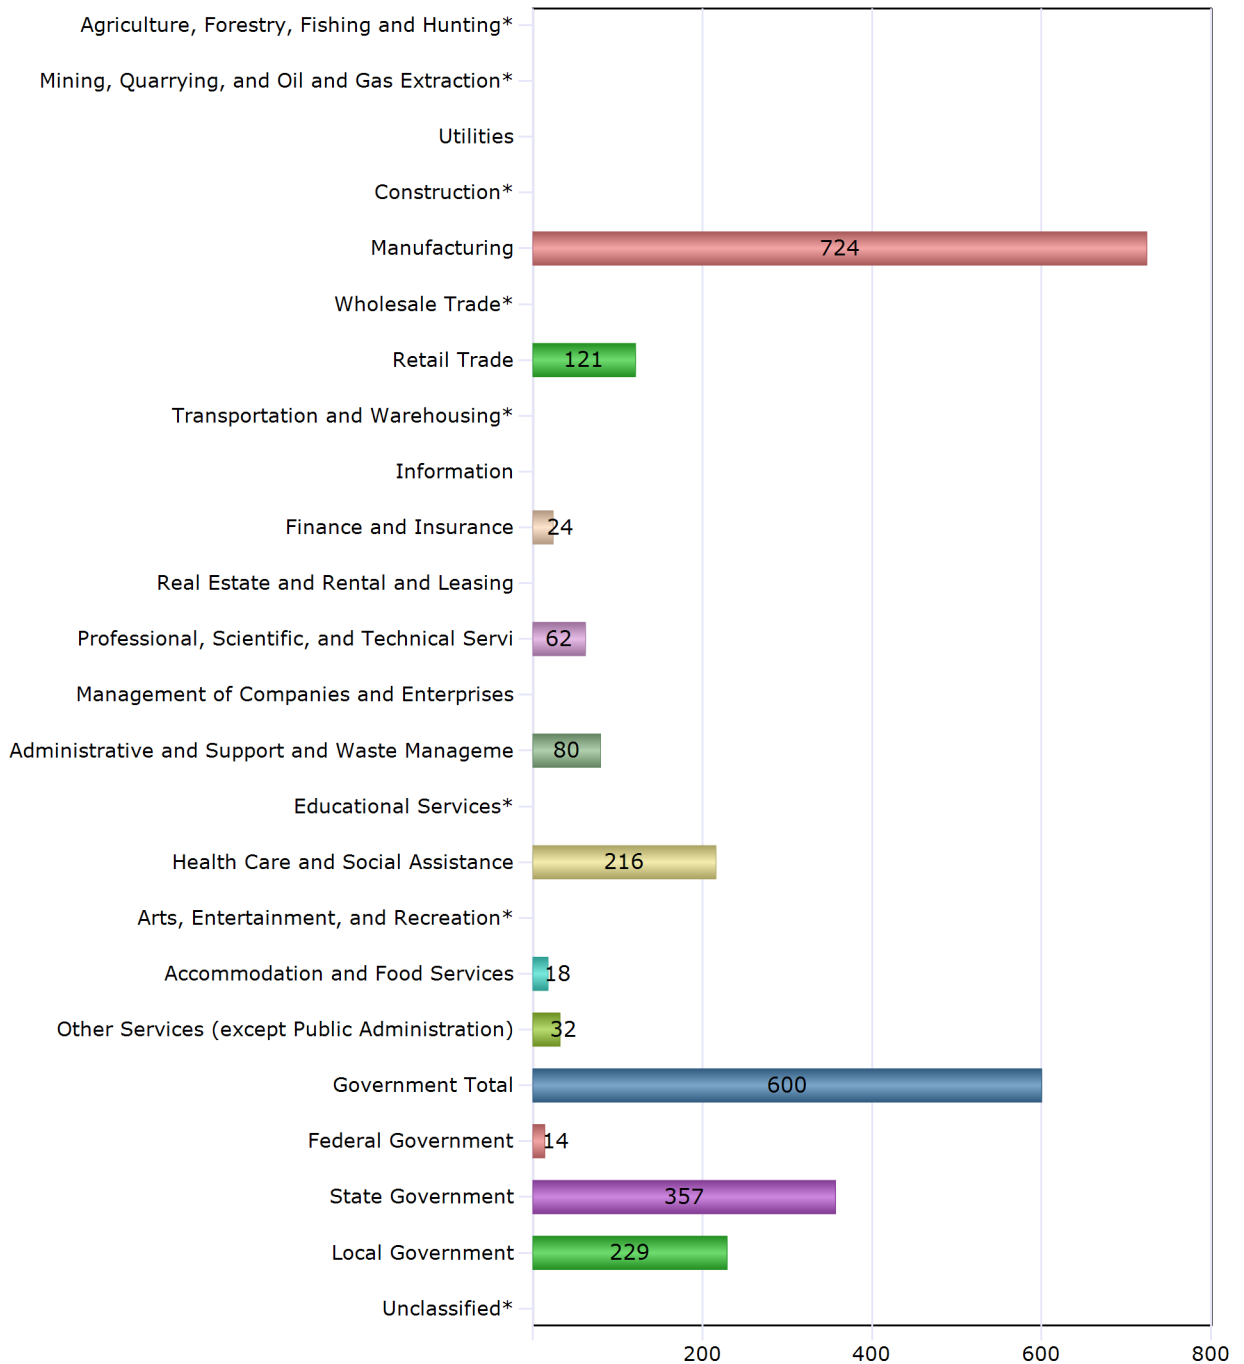 Agriculture, Forestry, Fishing and Hunting*
Mining, Quarrying, and Oil and Gas Extraction*
Utilities
Construction*
Manufacturing 724
Wholesale Trade*
Retail Trade 121
Transportation and Warehousing*
Information
Finance and Insurance 24
Real Estate and Rental and Leasing
Professional, Scientific, and Technical Servi 62
Management of Companies and Enterprises
Administrative and Support and Waste Manageme 80
Educational Services*
Health Care and Social Assistance 216
Arts, Entertainment, and Recreation*
Accommodation and Food Services 18
Other Services (except Public Administration) 32
Government Total 600
Federal Government 14
State Government 357
Local Government 229
Unclassified*
200 400 600 800